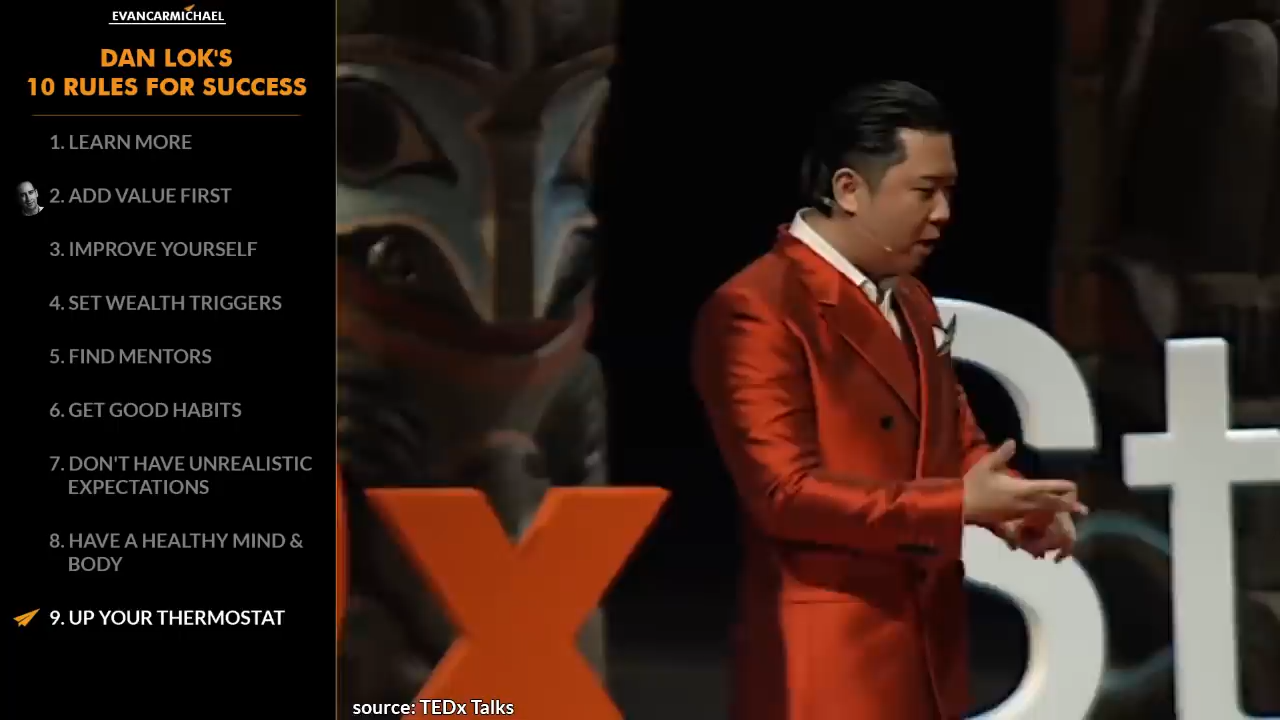 EVANCARMICHAEL
DAN LOK'S
10 RULES FOR SUCCESS
1. LEARN MORE
2. ADD VALUE FIRST
3. IMPROVE YOURSELF
4. SET WEALTH TRIGGERS
5. FIND MENTORS
6. GET GOOD HABITS
7. DON'T HAVE UNREALISTIC
EXPECTATIONS
8. HAVE A HEALTHY MIND &
BODY
9. UP YOUR THERMOSTAT
x St
source: TEDx Talks